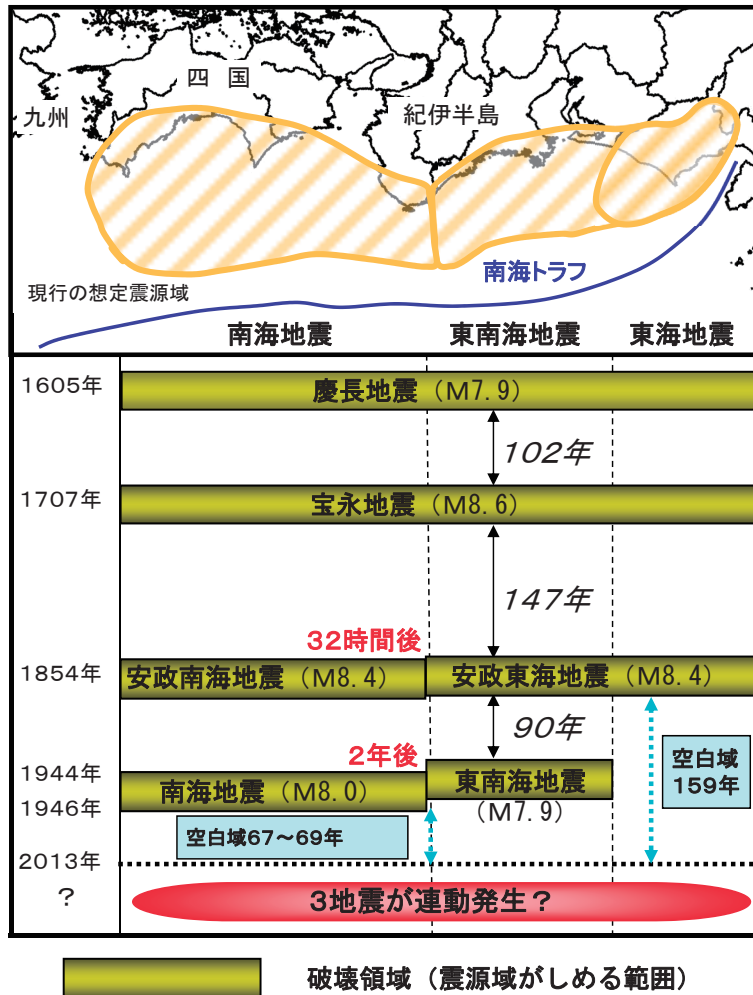 四 国
九州
紀伊半島
南海トラフ
現行の想定震源域
南海地震
東南海地震
東海地震
1605年
慶長地震（M7.9）
102年
1707年
宝永地震（M8.6）
147年
32時間後
1854年
安政南海地震（M8.4）
安政東海地震（M8.4）
90年
空白域
159年
2年後
1944年
南海地震（M8.0）
東南海地震
（M7.9）
1946年
空白域67～69年
2013年
?
3地震が連動発生？
破壊領域（震源域がしめる範囲）